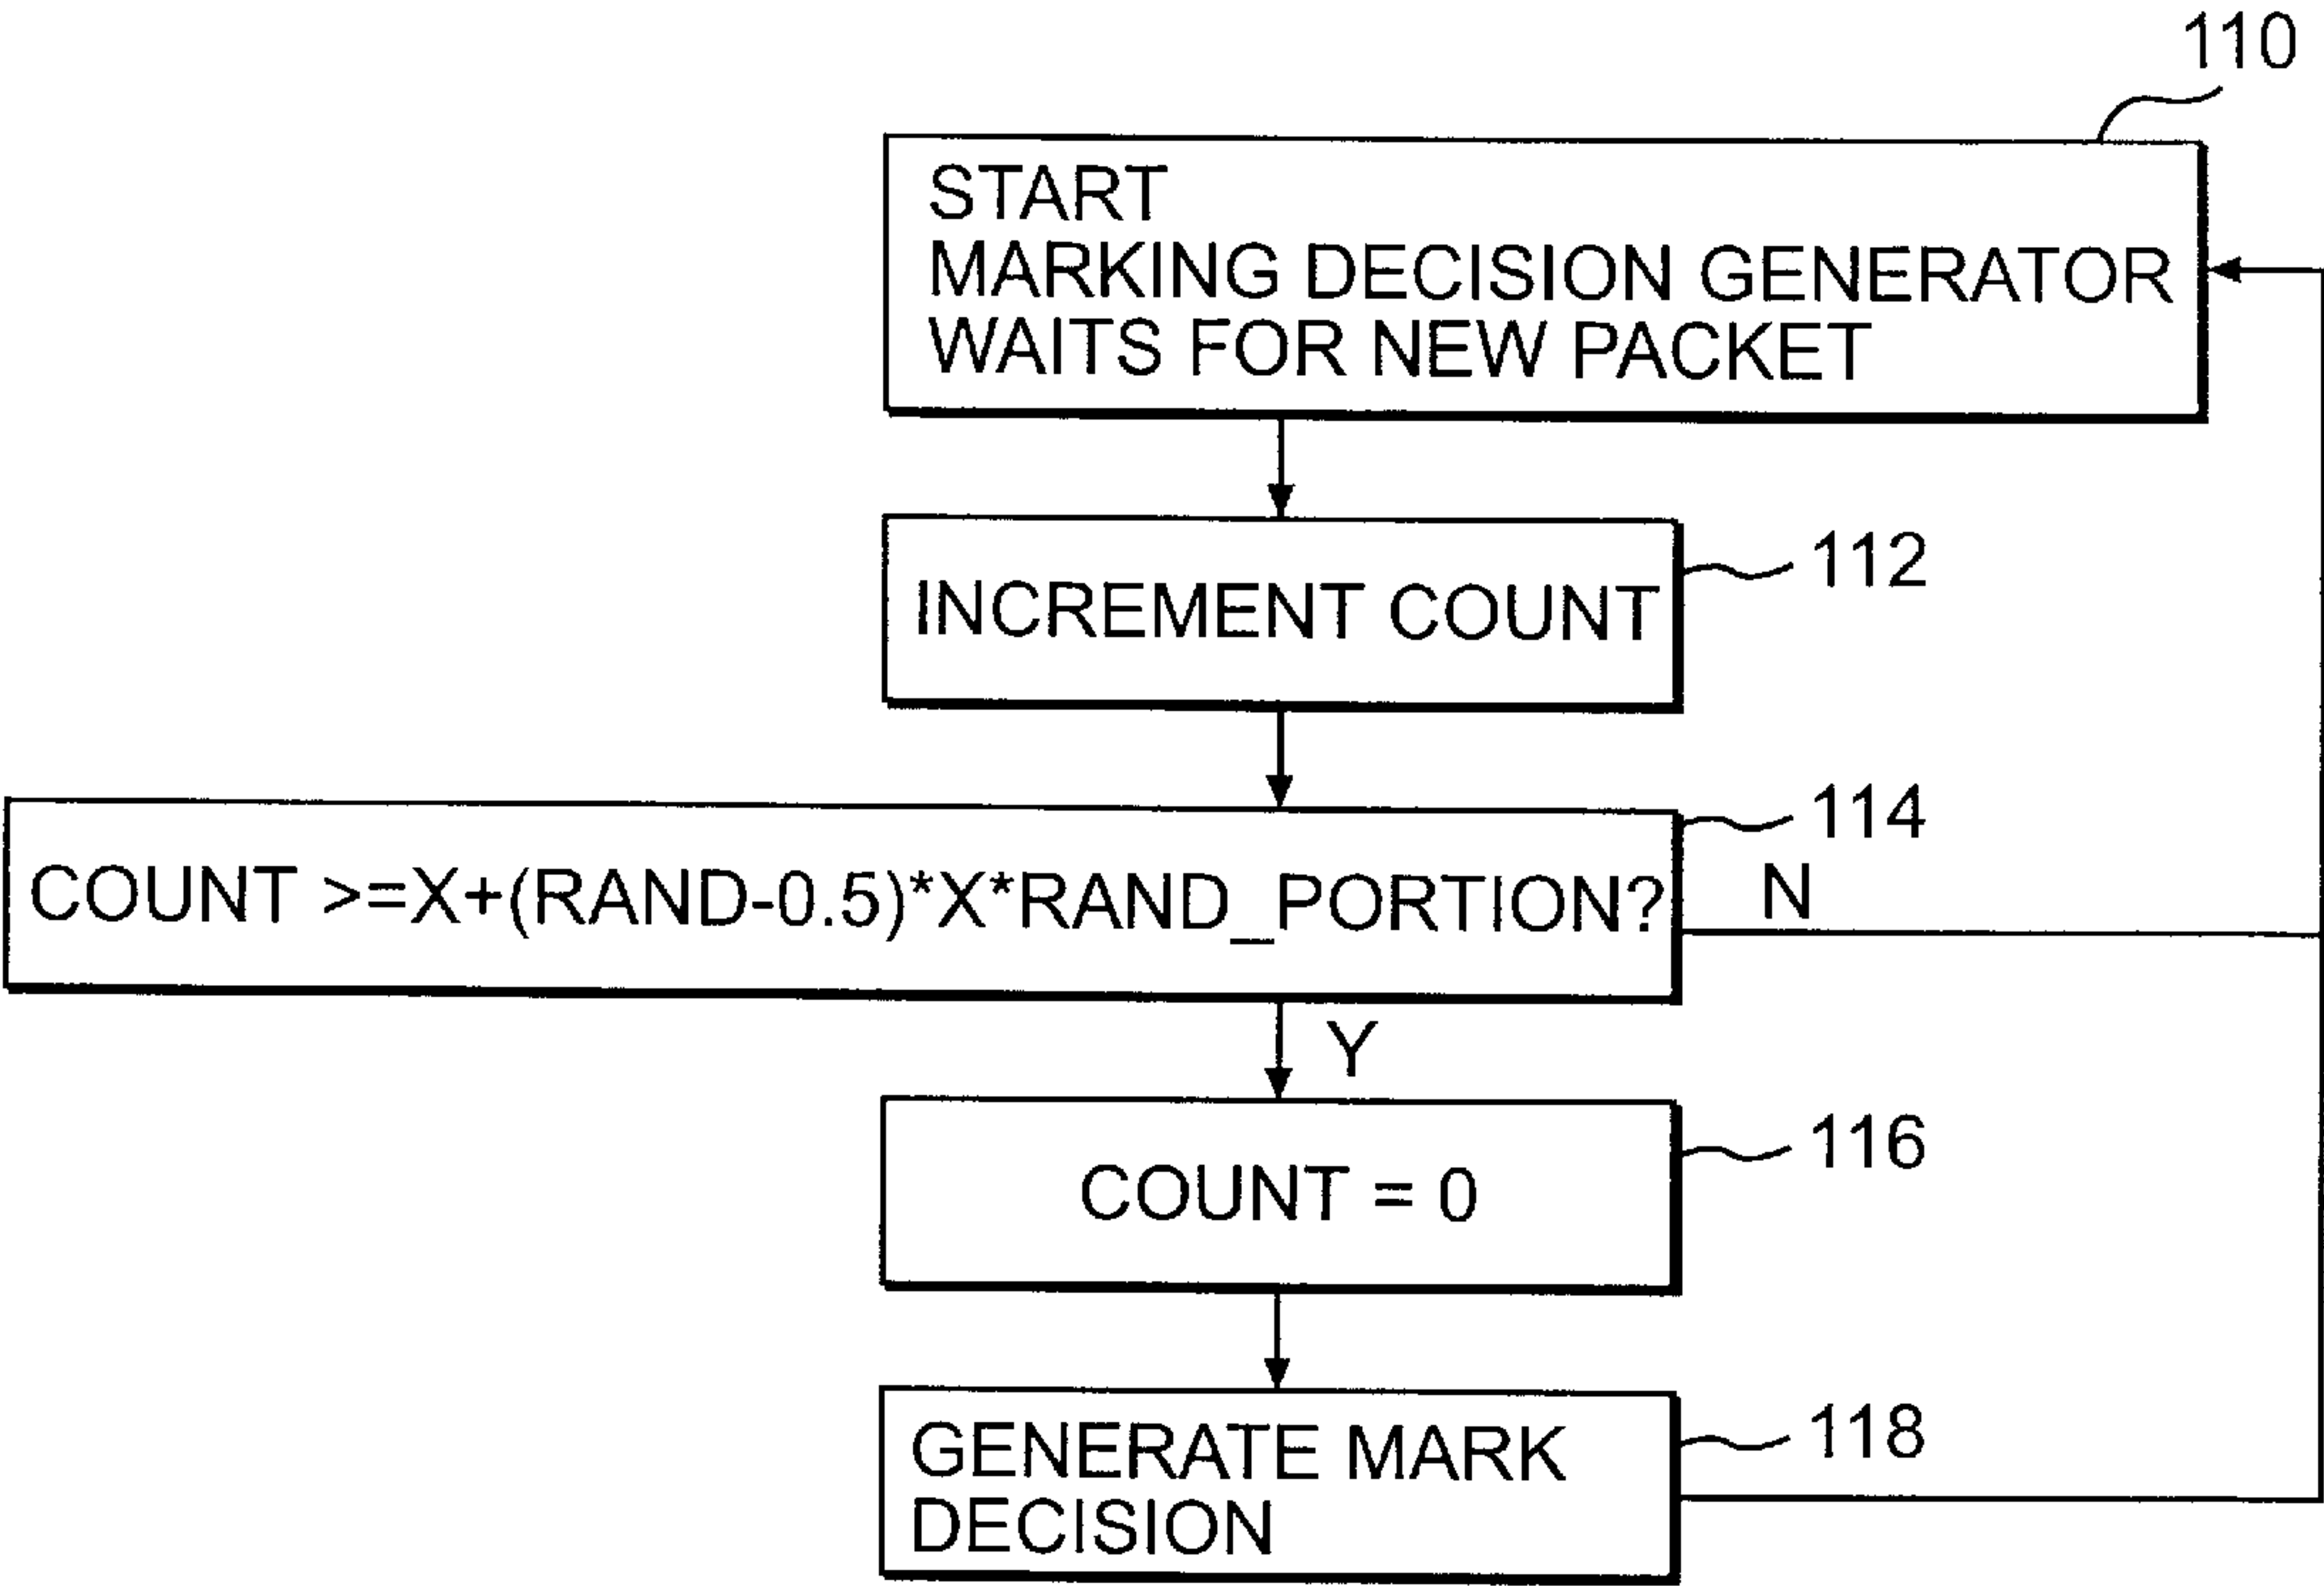 110
START
MARKING DECISION GENERATOR
WAITS FOR NEW PACKET
112
INCREMENT COUNT
114
COUNT >=X+(RAND-0.5)*X*RAND_PORTION?
N
Y
116
COUNT = 0
118
GENERATE MARK
DECISION